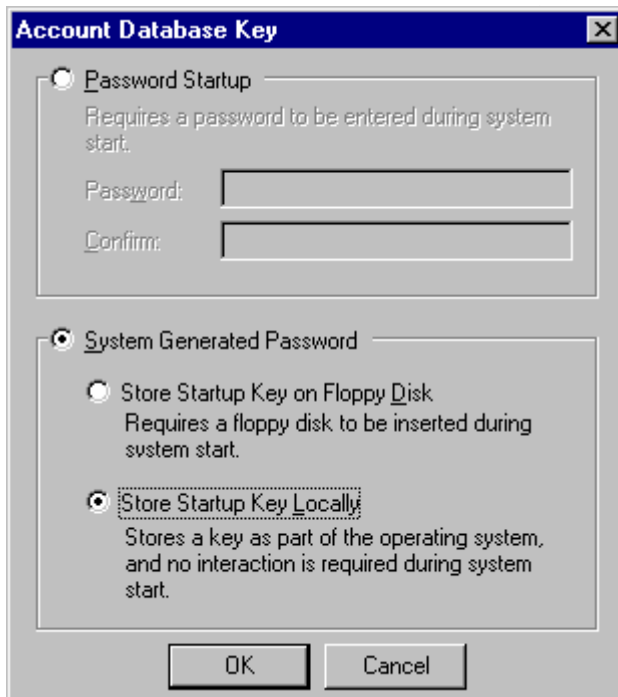 Account Database Key
Password Startup
Requires a password to be entered during system
start.
Password:
Confirm:
System Generated Password
Store Startup Key on Floppy Disk
Requires a floppy disk to be inserted during
system start.
Store Startup Key Locally
Stores a key as part of the operating system,
and no interaction is required during system
start.
OK
Cancel